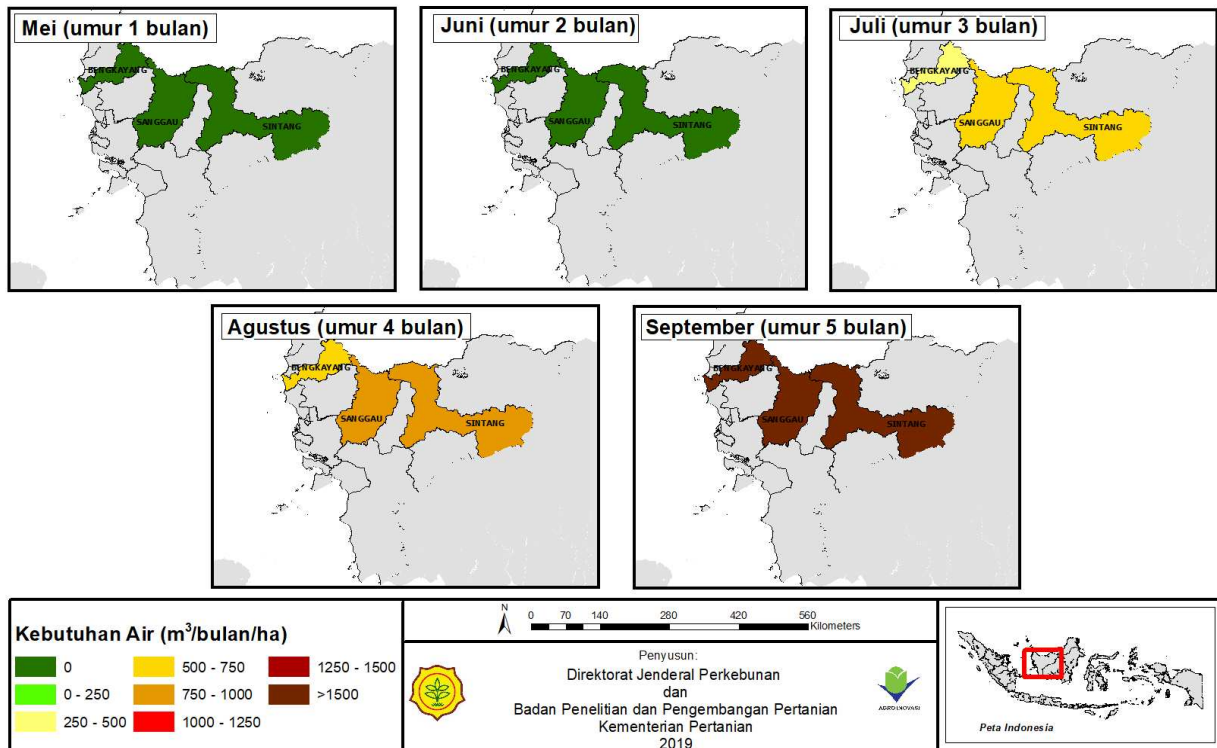 Mei (umur 1 bulan)
BENGKAYANG
SANGGAU
SINTANG
Juni (umur 2 bulan)
BENGKAYANG
SANGGAU
SINTANG
Juli (umur 3 bulan)
BENGKAYANG
SANGGAU
SINTANG
Agustus (umur 4 bulan)
BENGKAYANG
SANGGAU
SINTANG
September (umur 5 bulan)
BENGKAYANG
SANGGAU
SINTANG
Kebutuhan Air (m³/bulan/ha)
0
0 - 250
250 - 500
500 - 750
750 - 1000
1000 - 1250
1250 - 1500
>1500
N
0 70 140 280 420 560
Kilometers
Penyusun:
Direktorat Jenderal Perkebunan
dan
Badan Penelitian dan Pengembangan Pertanian
Kementerian Pertanian
2019
AGRO INOVASI
Peta Indonesia